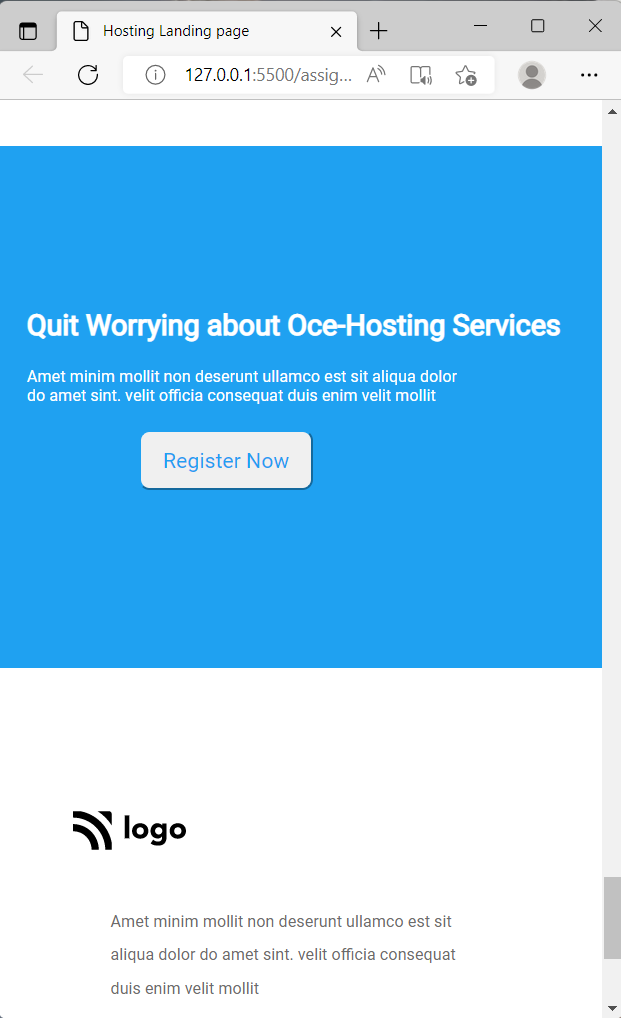 Hosting Landing page
127.0.0.1:5500/assig...
Quit Worrying about Oce-Hosting Services
Amet minim mollit non deserunt ullamco est sit aliqua dolor
do amet sint. velit officia consequat duis enim velit mollit
Register Now
logo
Amet minim mollit non deserunt ullamco est sit
aliqua dolor do amet sint. velit officia consequat
duis enim velit mollit